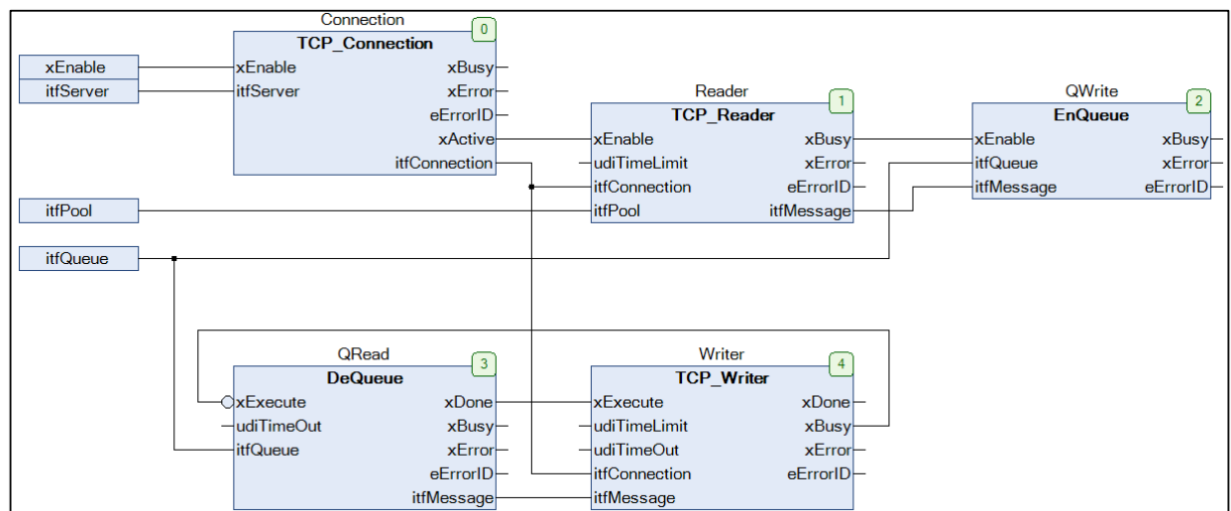 Connection
0
TCP_Connection
xEnable
xEnable
xBusy
itfServer
itfServer
xError
eErrorID
xActive
itfConnection
Reader
1
TCP_Reader
xEnable
xBusy
udiTimeLimit
xError
itfConnection
eErrorID
itfPool
itfPool
itfMessage
QWrite
2
EnQueue
xEnable
xBusy
itfQueue
xError
itfMessage
eErrorID
itfQueue
QRead
3
DeQueue
xExecute
xDone
udiTimeOut
xBusy
itfQueue
xError
eErrorID
itfMessage
Writer
4
TCP_Writer
xExecute
xDone
udiTimeLimit
xBusy
udiTimeOut
xError
itfConnection
eErrorID
itfMessage